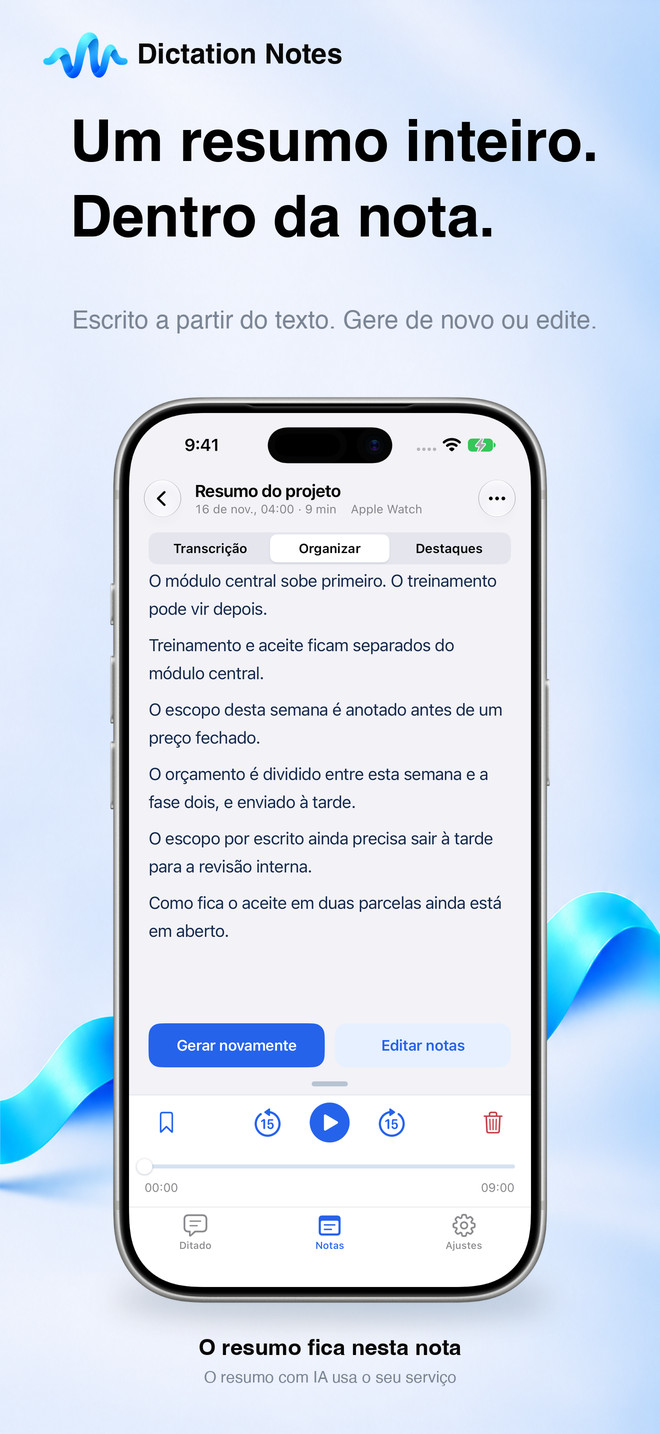 Dictation Notes
Um resumo inteiro.
Dentro da nota.
Escrito a partir do texto. Gere de novo ou edite.
9:41
Resumo do projeto
16 de nov., 04:00 · 9 min Apple Watch
Transcrição Organizar Destaques
O módulo central sobe primeiro. O treinamento
pode vir depois.
Treinamento e aceite ficam separados do
módulo central.
O escopo desta semana é anotado antes de um
preço fechado.
O orçamento é dividido entre esta semana e a
fase dois, e enviado à tarde.
O escopo por escrito ainda precisa sair à tarde
para a revisão interna.
Como fica o aceite em duas parcelas ainda está
em aberto.
Gerar novamente Editar notas
15 15
00:00 09:00
Ditado Notas Ajustes
O resumo fica nesta nota
O resumo com IA usa o seu serviço